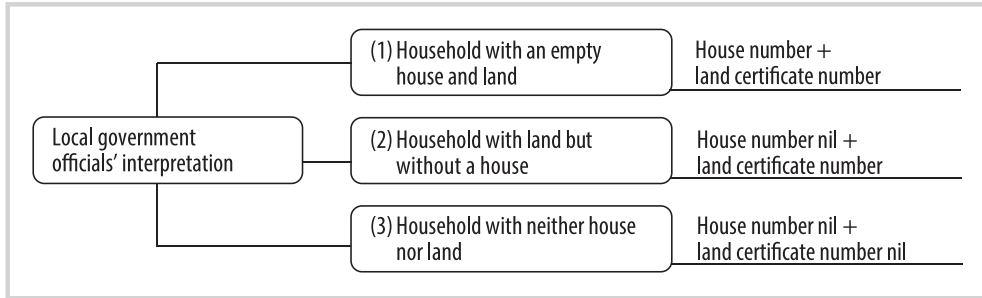 (1) Household with an empty
house and land
House number +
land certificate number
Local government
officials' interpretation
(2) Household with land but
without a house
House number nil +
land certificate number
(3) Household with neither house
nor land
House number nil +
land certificate number nil